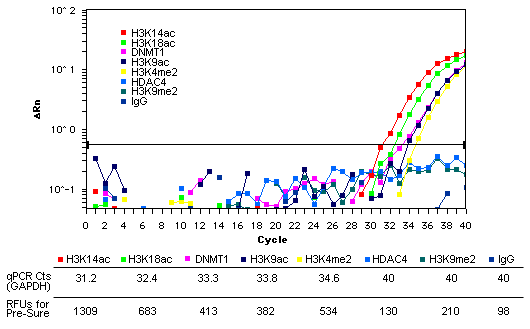 10^2
H3K14ac
H3K18ac
DNMT1
H3K9ac
H3K4me2
HDAC4
H3K9me2
IgG
10^1
ΔRn
10^0
10^-1
0 2 4 6 8 10 12 14 16 18 20 22 24 26 28 30 32 34 36 38 40
Cycle
H3K14ac H3K18ac DNMT1 H3K9ac H3K4me2 HDAC4 H3K9me2 IgG
qPCR Cts (GAPDH) 31.2 32.4 33.3 33.8 34.6 40 40 40
RFUs for Pre-Sure 1309 683 413 382 534 130 210 98